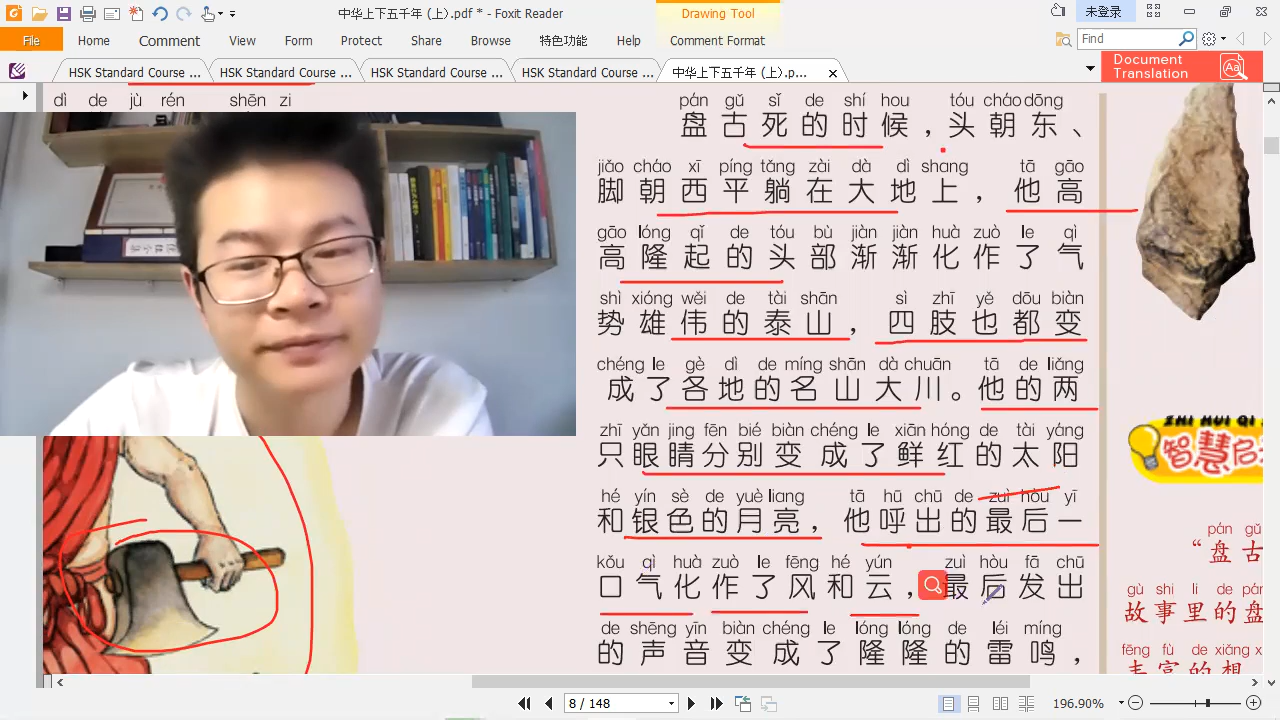 中华上下五千年 (上).pdf * - Foxit Reader
Drawing Tool
未登录
File Home Comment View Form Protect Share Browse 特色功能 Help Comment Format Find
HSK Standard Course ... HSK Standard Course ... HSK Standard Course ... HSK Standard Course ... 中华上下五千年 (上).p... Document Translation
dì de jù rén shēn zi
pán gǔ sǐ de shí hou tóu cháo dōng
盘古死的时候，头朝东、
jiǎo cháo xī píng tǎng zài dà dì shang tā gāo
脚朝西平躺在大地上，他高
gāo lóng qǐ de tóu bù jiàn jiàn huà zuò le qì
高隆起的头部渐渐化作了气
shì xióng wěi de tài shān sì zhī yě dōu biàn
势雄伟的泰山，四肢也都变
chéng le gè dì de míng shān dà chuān tā de liǎng
成了各地的名山大川。他的两
zhī yǎn jing fēn bié biàn chéng le xiān hóng de tài yáng
只眼睛分别变成了鲜红的太阳
hé yín sè de yuè liang tā hū chū de zuì hòu yī
和银色的月亮，他呼出的最后一
kǒu qì huà zuò le fēng hé yún zuì hòu fā chū
口气化作了风和云，最后发出
de shēng yīn biàn chéng le lóng lóng de léi míng
的声音变成了隆隆的雷鸣，
ZHI HUI QI
智慧启
pán gǔ
“盘古
gù shi li de pán
故事里的盘
fēng fù de xiǎng x
丰富的想
8 / 148
196.90%